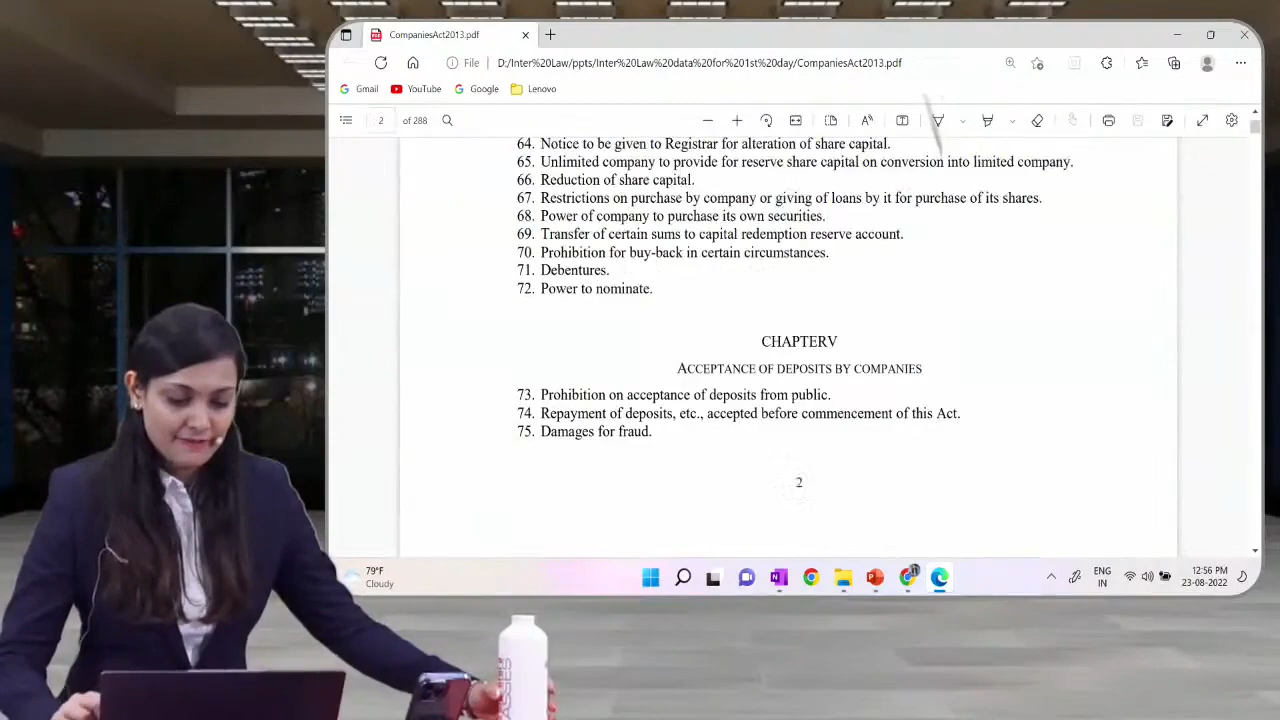 CompaniesAct2013.pdf
File
D:/Inter%20Law/ppts/Inter%20Law%20data%20for%201st%20day/CompaniesAct2013.pdf
Gmail
YouTube
Google
Lenovo
2 of 288
64. Notice to be given to Registrar for alteration of share capital.
65. Unlimited company to provide for reserve share capital on conversion into limited company.
66. Reduction of share capital.
67. Restrictions on purchase by company or giving of loans by it for purchase of its shares.
68. Power of company to purchase its own securities.
69. Transfer of certain sums to capital redemption reserve account.
70. Prohibition for buy-back in certain circumstances.
71. Debentures.
72. Power to nominate.
CHAPTERV
ACCEPTANCE OF DEPOSITS BY COMPANIES
73. Prohibition on acceptance of deposits from public.
74. Repayment of deposits, etc., accepted before commencement of this Act.
75. Damages for fraud.
2
79°F
Cloudy
ENG
IN
12:56 PM
23-08-2022